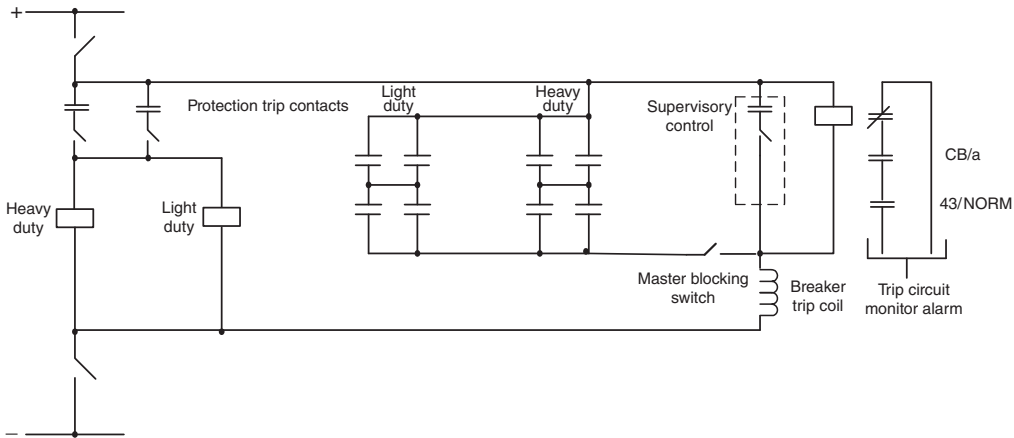 +
Protection trip contacts
Light
duty
Heavy
duty
Supervisory
control
CB/a
43/NORM
Heavy
duty
Light
duty
Master blocking
switch
Breaker
trip coil
Trip circuit
monitor alarm
–